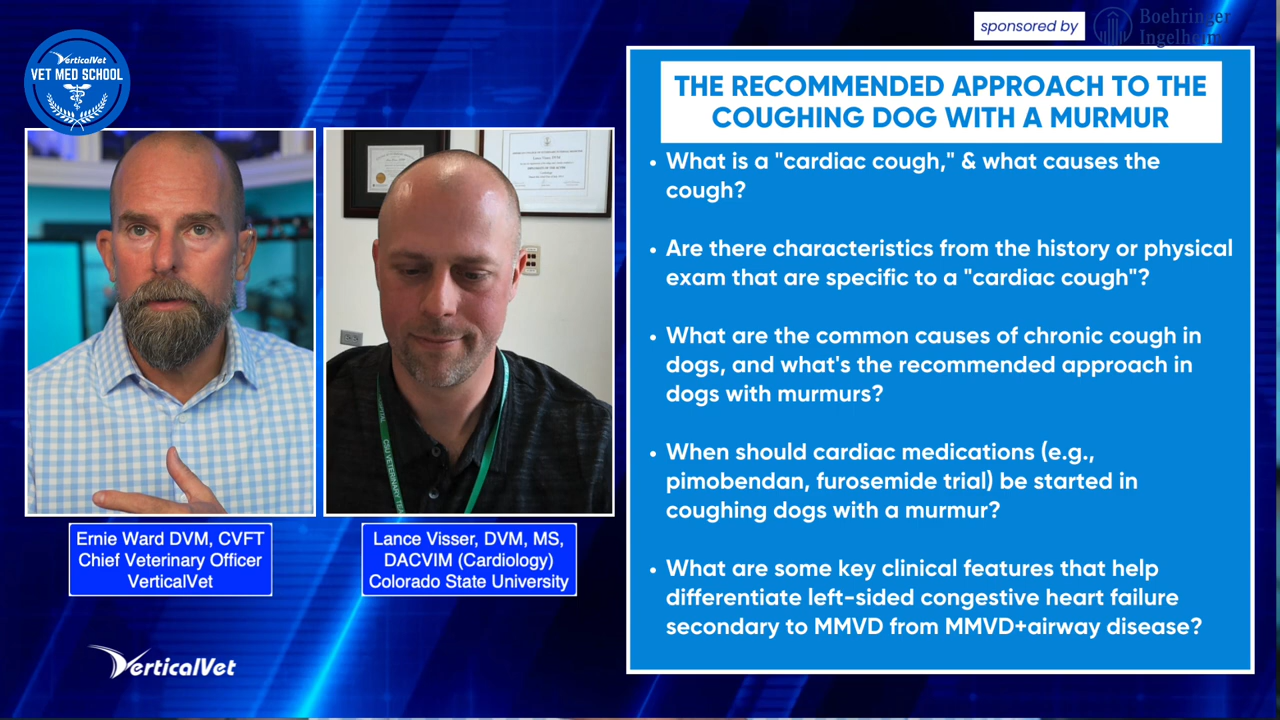 sponsored by
Boehringer
Ingelheim
VerticalVet
VET MED SCHOOL
THE RECOMMENDED APPROACH TO THE
COUGHING DOG WITH A MURMUR
• What is a "cardiac cough," & what causes the
cough?
• Are there characteristics from the history or physical
exam that are specific to a "cardiac cough"?
• What are the common causes of chronic cough in
dogs, and what's the recommended approach in
dogs with murmurs?
• When should cardiac medications (e.g.,
pimobendan, furosemide trial) be started in
coughing dogs with a murmur?
• What are some key clinical features that help
differentiate left-sided congestive heart failure
secondary to MMVD from MMVD+airway disease?
CSU VETERINARY
Ernie Ward DVM, CVFT
Chief Veterinary Officer
VerticalVet
Lance Visser, DVM, MS,
DACVIM (Cardiology)
Colorado State University
VerticalVet